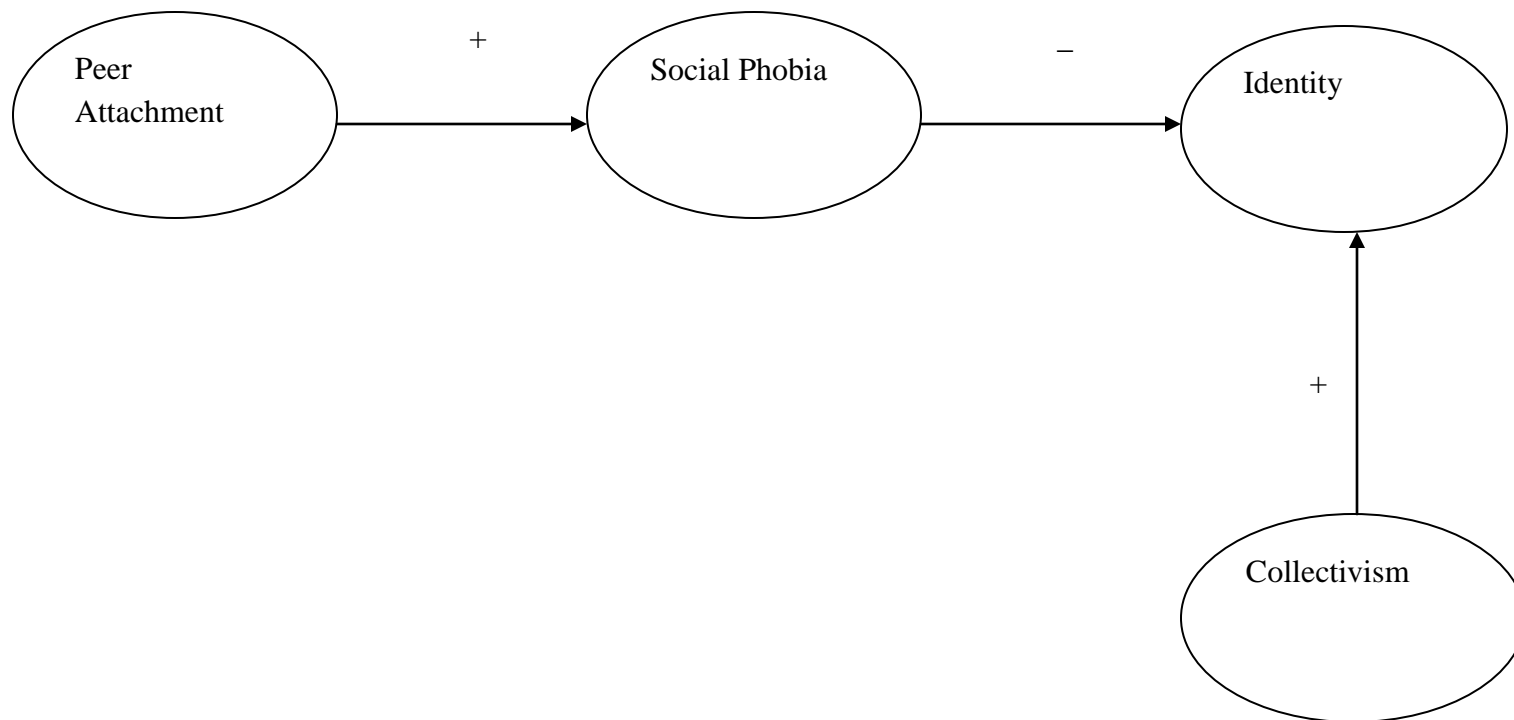 +
–
Peer
Attachment
Social Phobia
Identity
+
Collectivism